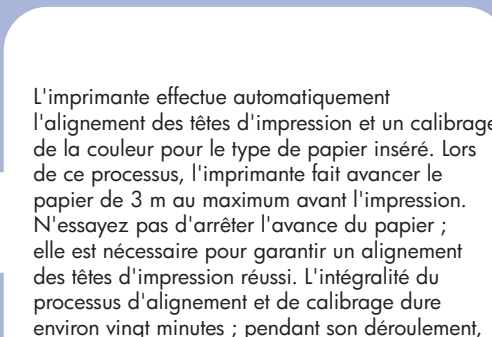 L'imprimante effectue automatiquement
l'alignement des têtes d'impression et un calibrage
de la couleur pour le type de papier inséré. Lors
de ce processus, l'imprimante fait avancer le
papier de 3 m au maximum avant l'impression.
N'essayez pas d'arrêter l'avance du papier ;
elle est nécessaire pour garantir un alignement
des têtes d'impression réussi. L'intégralité du
processus d'alignement et de calibrage dure
environ vingt minutes ; pendant son déroulement,